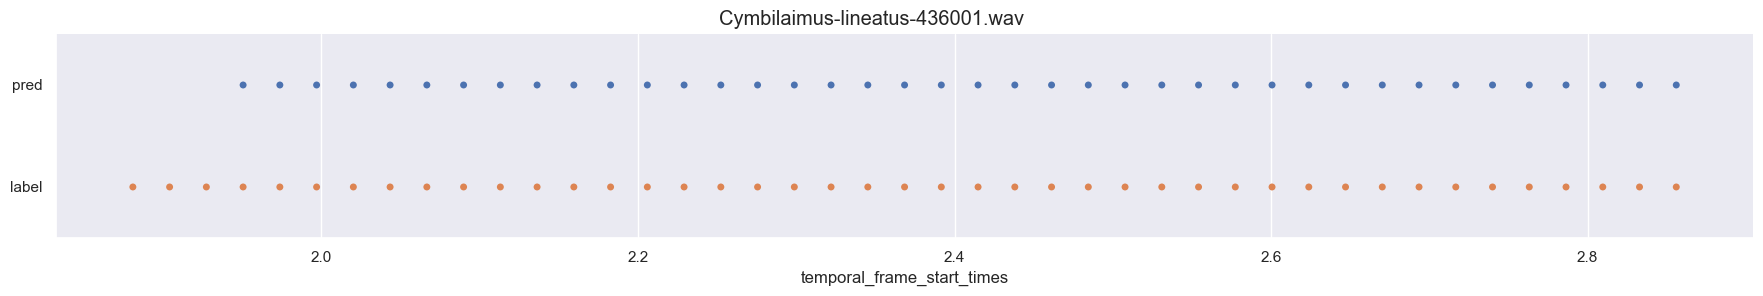 Cymbilaimus-lineatus-436001.wav
pred
label
2.0 2.2 2.4 2.6 2.8
temporal_frame_start_times